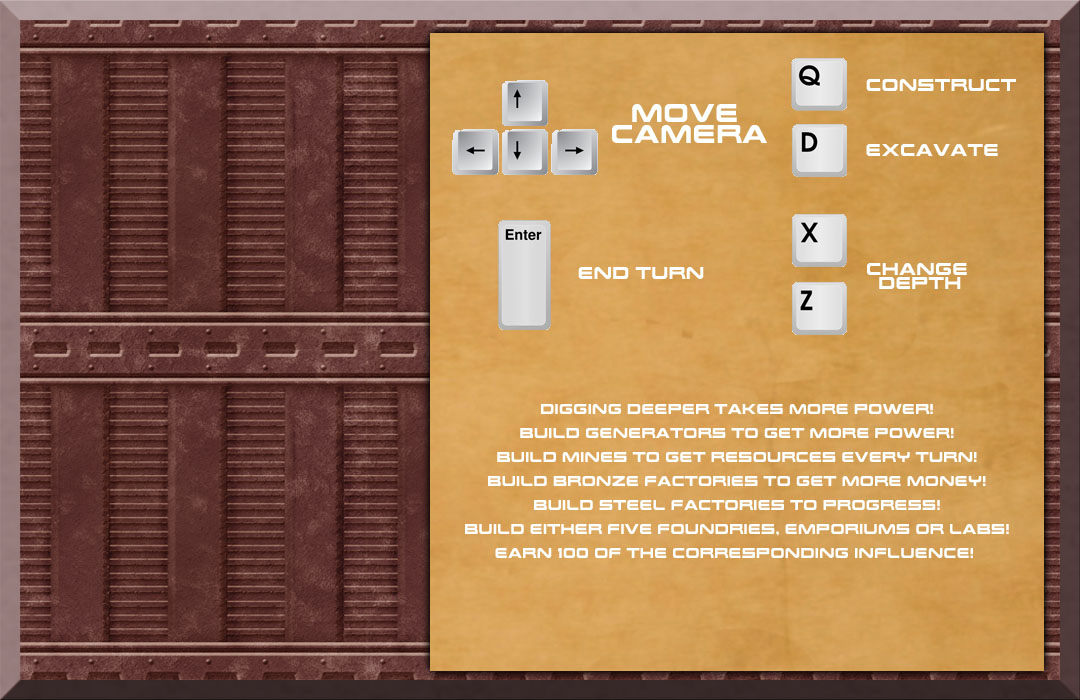 ↑
← ↓ →
MOVE
CAMERA
Q
CONSTRUCT
D
EXCAVATE
Enter
END TURN
X
Z
CHANGE
DEPTH
DIGGING DEEPER TAKES MORE POWER!
BUILD GENERATORS TO GET MORE POWER!
BUILD MINES TO GET RESOURCES EVERY TURN!
BUILD BRONZE FACTORIES TO GET MORE MONEY!
BUILD STEEL FACTORIES TO PROGRESS!
BUILD EITHER FIVE FOUNDRIES, EMPORIUMS OR LABS!
EARN 100 OF THE CORRESPONDING INFLUENCE!